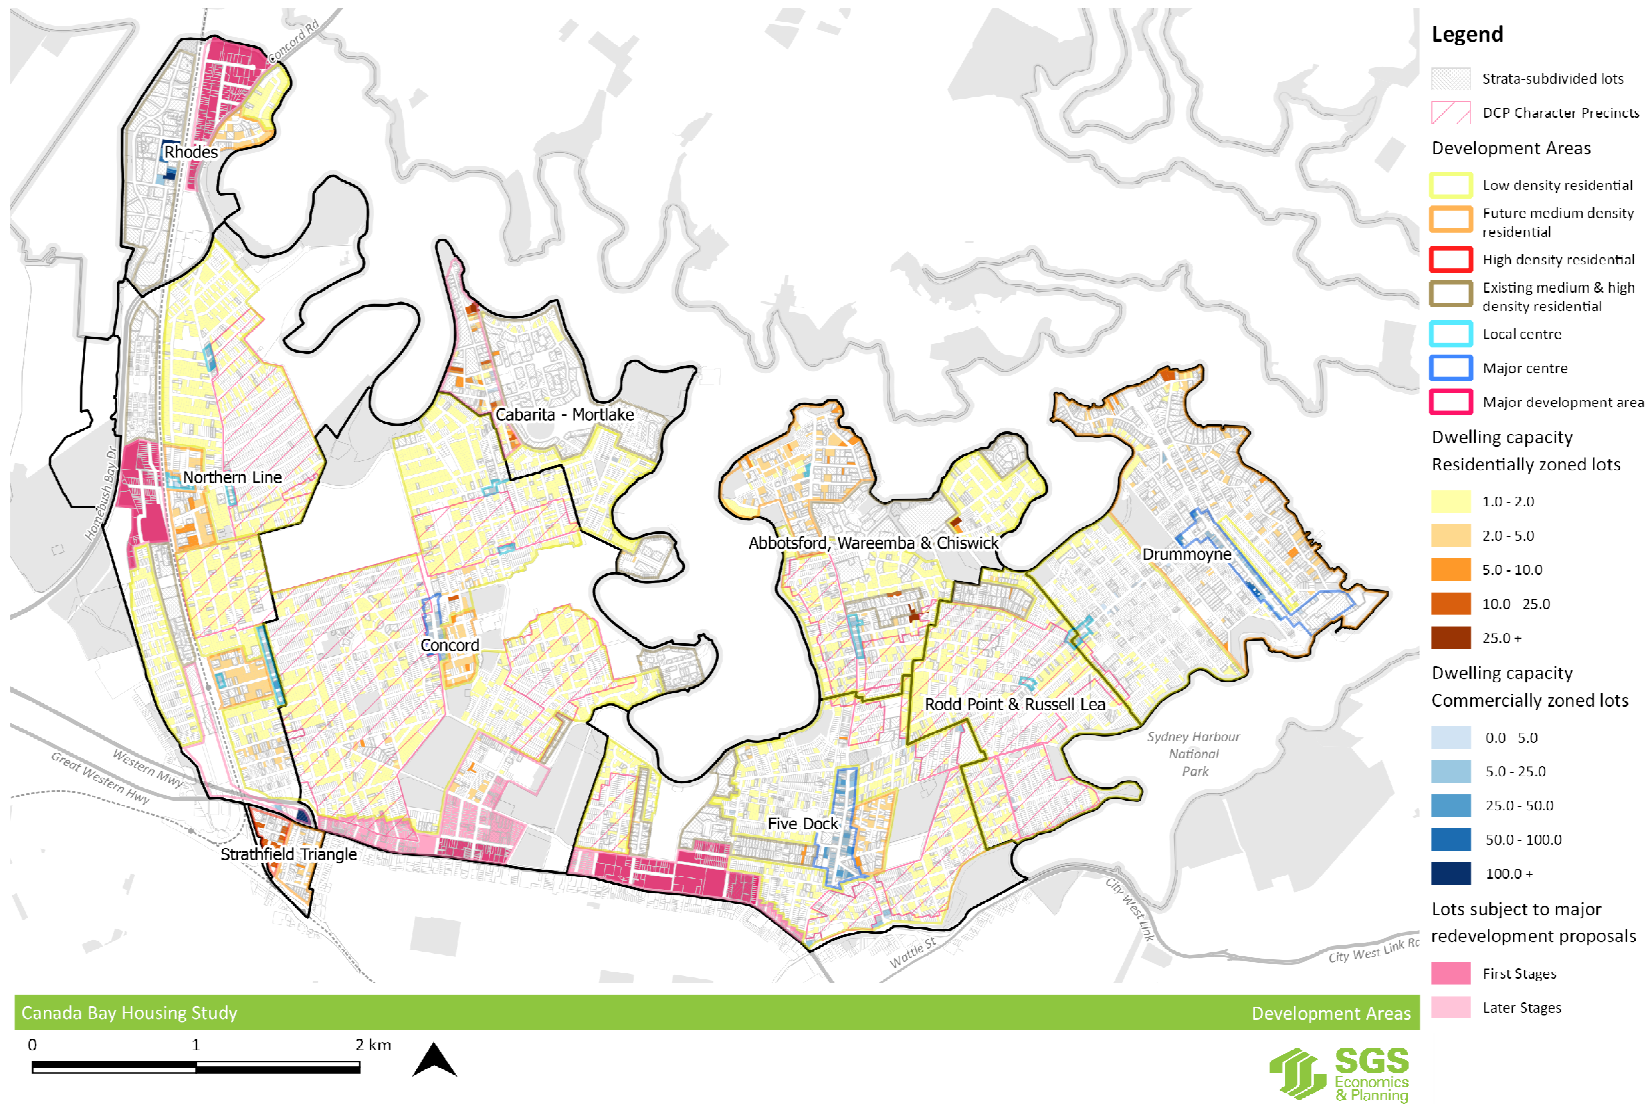 Concord Rd
Rhodes
Cabarita - Mortlake
Northern Line
Homebush Bay Dr
Abbotsford, Wareemba & Chiswick
Drummoyne
Concord
Rodd Point & Russell Lea
Sydney Harbour
National
Park
Western Mwy
Great Western Hwy
Five Dock
Strathfield Triangle
City West Link
Wattle St
City West Link Rd
Legend
Strata-subdivided lots
DCP Character Precincts
Development Areas
Low density residential
Future medium density
residential
High density residential
Existing medium & high
density residential
Local centre
Major centre
Major development area
Dwelling capacity
Residentially zoned lots
1.0 - 2.0
2.0 - 5.0
5.0 - 10.0
10.0 25.0
25.0 +
Dwelling capacity
Commercially zoned lots
0.0 5.0
5.0 - 25.0
25.0 - 50.0
50.0 - 100.0
100.0 +
Lots subject to major
redevelopment proposals
First Stages
Later Stages
Canada Bay Housing Study
Development Areas
0 1 2 km
SGS
Economics
& Planning